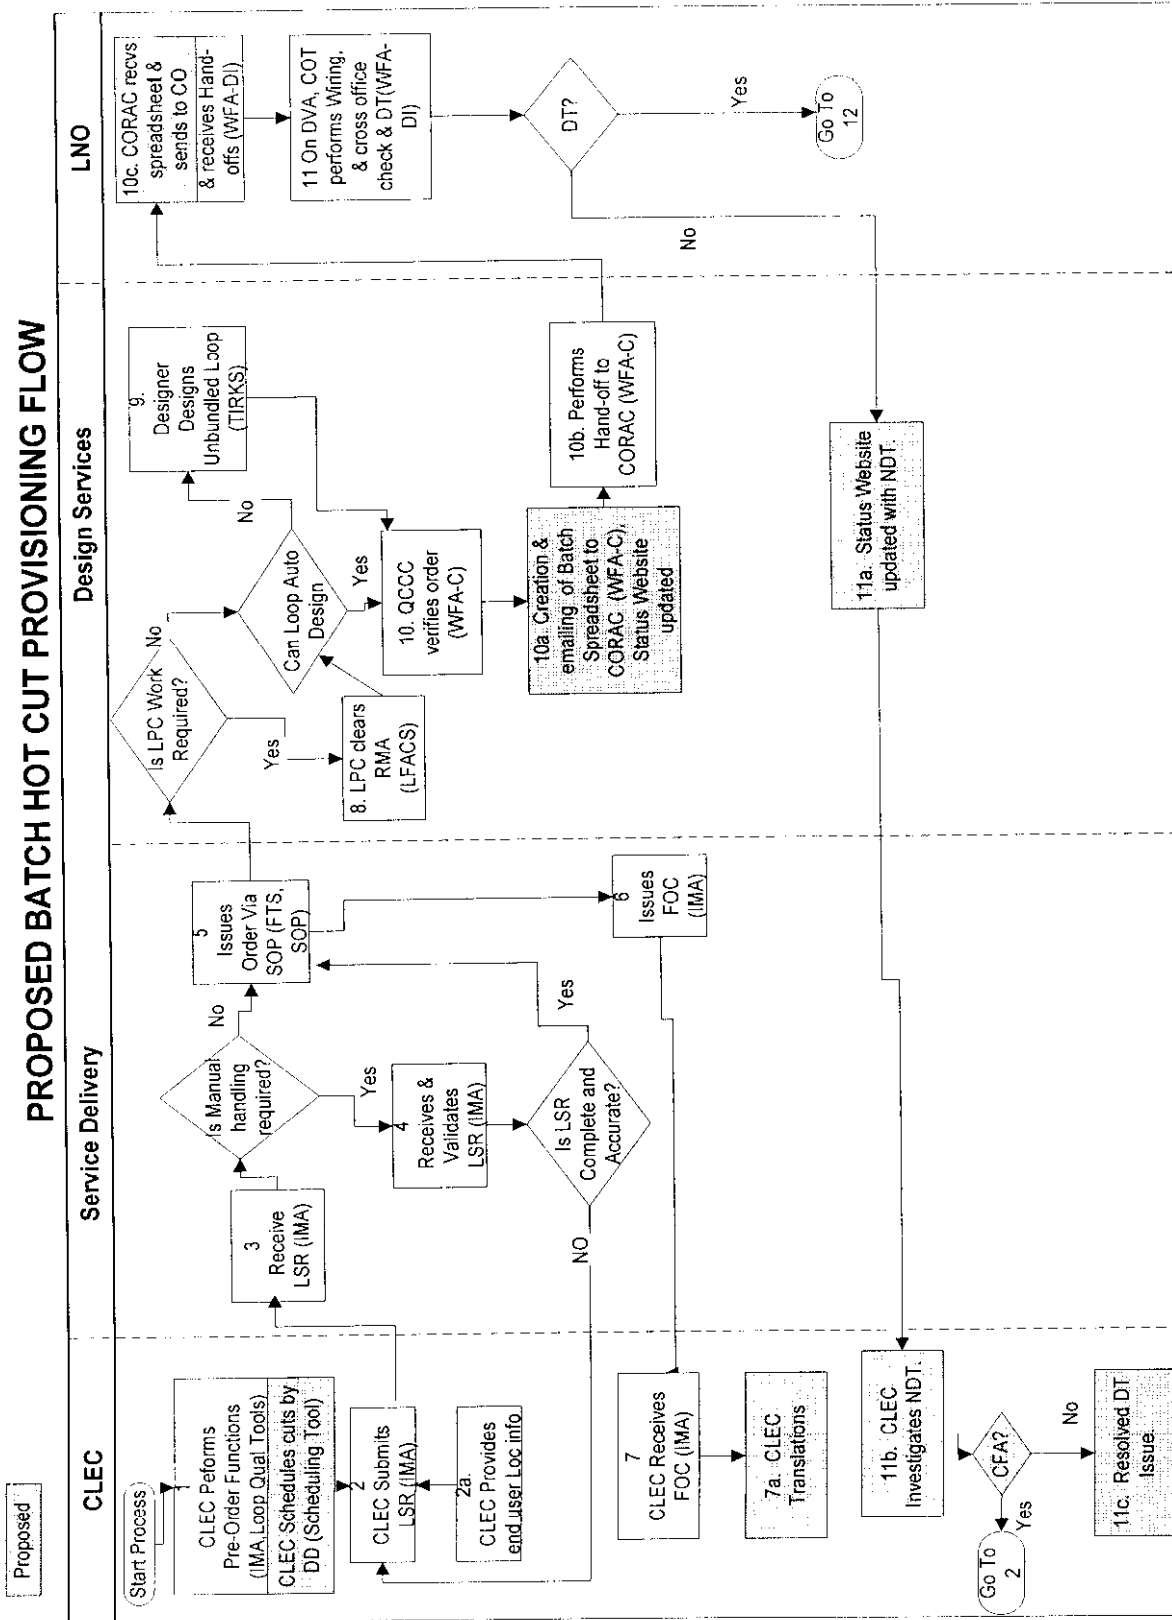 Proposed
PROPOSED BATCH HOT CUT PROVISIONING FLOW
CLEC
Service Delivery
Design Services
LNO
Start Process
1
CLEC Peforms
Pre-Order Functions
(IMA,Loop Qual Tools)
CLEC Schedules cuts by
DD (Scheduling Tool)
2
CLEC Submits
LSR (IMA)
2a.
CLEC Provides
end user Loc info
3
Receive
LSR (IMA)
Is Manual
handling
required?
No
Yes
4
Receives &
Validates
LSR (IMA)
Is LSR
Complete and
Accurate?
NO
Yes
5
Issues
Order Via
SOP (FTS,
SOP)
6
Issues
FOC
(IMA)
7
CLEC Receives
FOC (IMA)
7a. CLEC
Translations
Is LPC Work
Required?
No
Yes
8. LPC clears
RMA
(LFACS)
Can Loop Auto
Design
No
Yes
9.
Designer
Designs
Unbundled Loop
(TIRKS)
10. QCCC
verifies order
(WFA-C)
10a. Creation &
emailing of Batch
Spreadsheet to
CORAC (WFA-C),
Status Website
updated
10b. Performs
Hand-off to
CORAC (WFA-C)
10c. CORAC recvs
spreadsheet &
sends to CO
& receives Hand-
offs (WFA-DI)
11 On DVA, COT
performs Wiring,
& cross office
check & DT(WFA-
DI)
DT?
Yes
Go To
12
No
11a. Status Website
updated with NDT.
11b. CLEC
Investigates NDT.
CFA?
Yes
Go To
2
No
11c. Resolved DT
Issue.